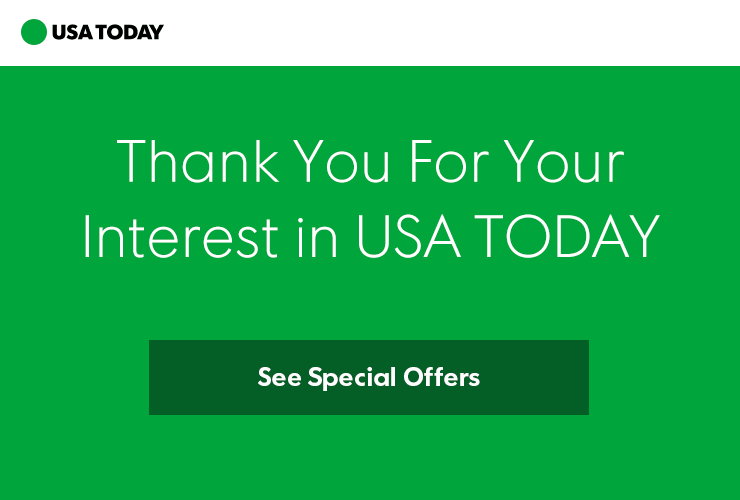 USA TODAY
Thank You For Your
Interest in USA TODAY
See Special Offers